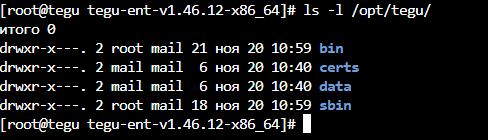 [root@tegu tegu-ent-v1.46.12-x86_64]# ls -l /opt/tegu/
итого 0
drwxr-x---. 2 root mail 21 ноя 20 10:59 bin
drwxr-x---. 2 mail mail  6 ноя 20 10:40 certs
drwxr-x---. 2 mail mail  6 ноя 20 10:40 data
drwxr-x---. 2 root mail 18 ноя 20 10:59 sbin
[root@tegu tegu-ent-v1.46.12-x86_64]#